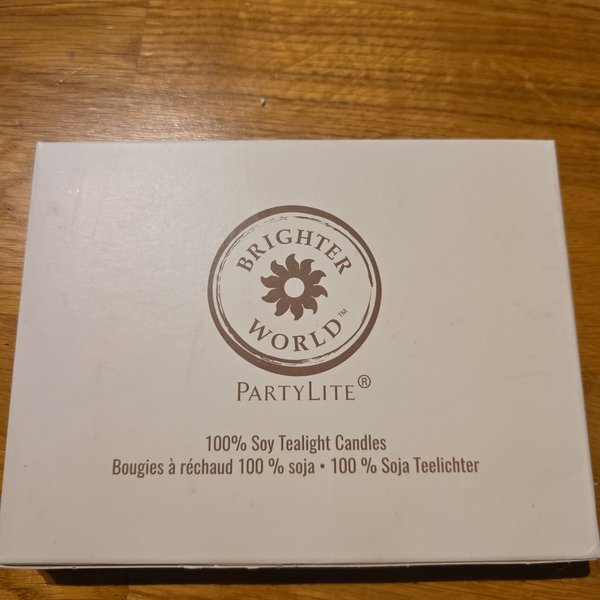 BRIGHTER
WORLD™
PARTYLITE®
100% Soy Tealight Candles
Bougies à réchaud 100 % soja • 100 % Soja Teelichter